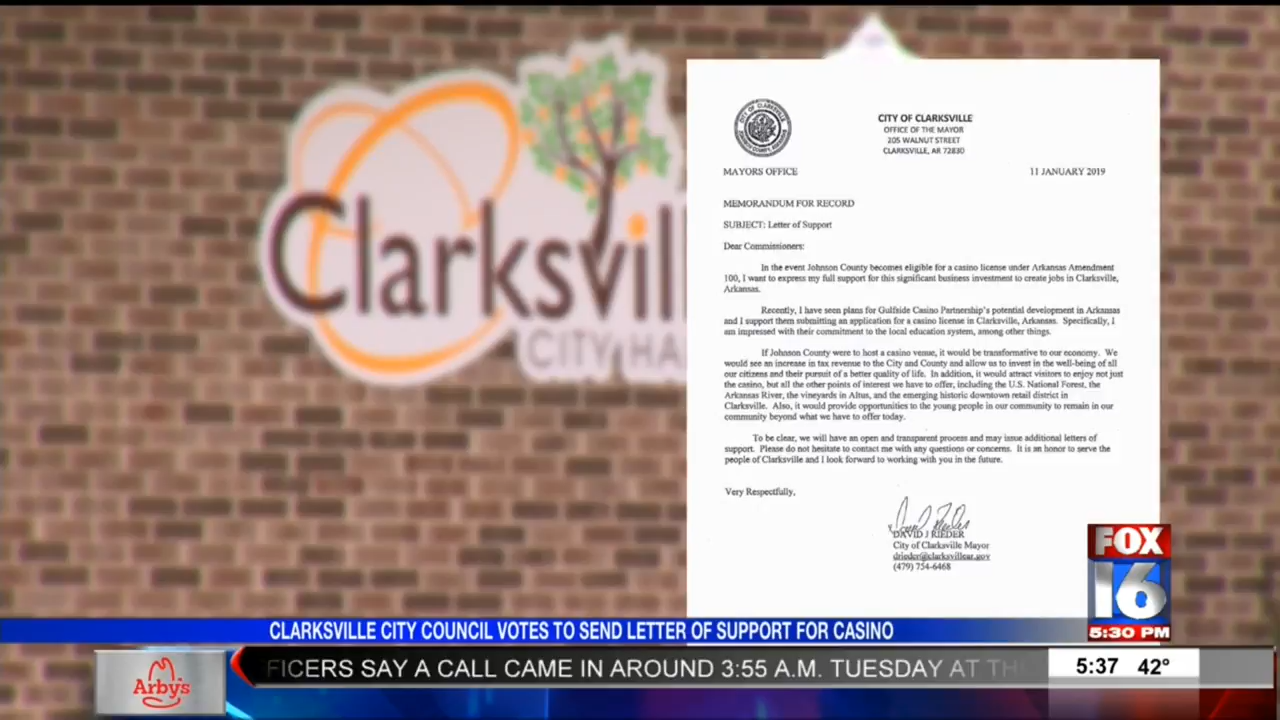 Clarksvill
CITY HA
CITY OF CLARKSVILLE
OFFICE OF THE MAYOR
205 WALNUT STREET
CLARKSVILLE, AR 72830
MAYORS OFFICE 11 JANUARY 2019
MEMORANDUM FOR RECORD
SUBJECT: Letter of Support
Dear Commissioners:
In the event Johnson County becomes eligible for a casino license under Arkansas Amendment
100, I want to express my full support for this significant business investment to create jobs in Clarksville,
Arkansas.
Recently, I have seen plans for Gulfside Casino Partnership's potential development in Arkansas
and I support them submitting an application for a casino license in Clarksville, Arkansas. Specifically, I
am impressed with their commitment to the local education system, among other things.
If Johnson County were to host a casino venue, it would be transformative to our economy. We
would see an increase in tax revenue to the City and County and allow us to invest in the well-being of all
our citizens and their pursuit of a better quality of life. In addition, it would attract visitors to enjoy not just
the casino, but all the other points of interest we have to offer, including the U.S. National Forest, the
Arkansas River, the vineyards in Altus, and the emerging historic downtown retail district in
Clarksville. Also, it would provide opportunities to the young people in our community to remain in our
community beyond what we have to offer today.
To be clear, we will have an open and transparent process and may issue additional letters of
support. Please do not hesitate to contact me with any questions or concerns. It is an honor to serve the
people of Clarksville and I look forward to working with you in the future.
Very Respectfully,
DAVID J RIEDER
City of Clarksville Mayor
drieder@clarksvillear.gov
(479) 754-6468
FOX
16
5:30 PM
CLARKSVILLE CITY COUNCIL VOTES TO SEND LETTER OF SUPPORT FOR CASINO
Arby's
FICERS SAY A CALL CAME IN AROUND 3:55 A.M. TUESDAY AT TH
5:37 42°